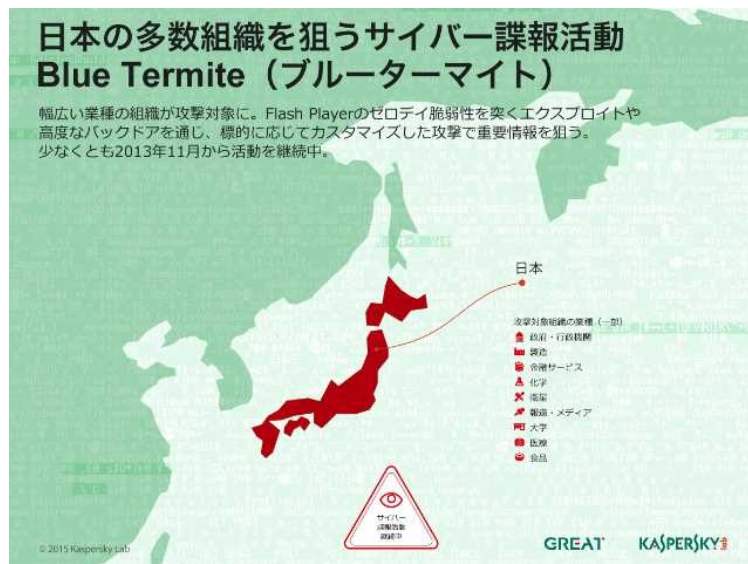 日本の多数組織を狙うサイバー諜報活動
Blue Termite（ブルーターマイト）
幅広い業種の組織が攻撃対象に。Flash Playerのゼロデイ脆弱性を突くエクスプロイトや
高度なバックドアを通じ、標的に応じてカスタマイズした攻撃で重要情報を狙う。
少なくとも2013年11月から活動を継続中。
日本
攻撃対象組織の業種（一部）
政府・行政機関
製造
金融サービス
化学
衛星
報道・メディア
大学
医療
食品
サイバー
諜報活動
継続中
© 2015 Kaspersky Lab
GREAT
KASPERSKY lab